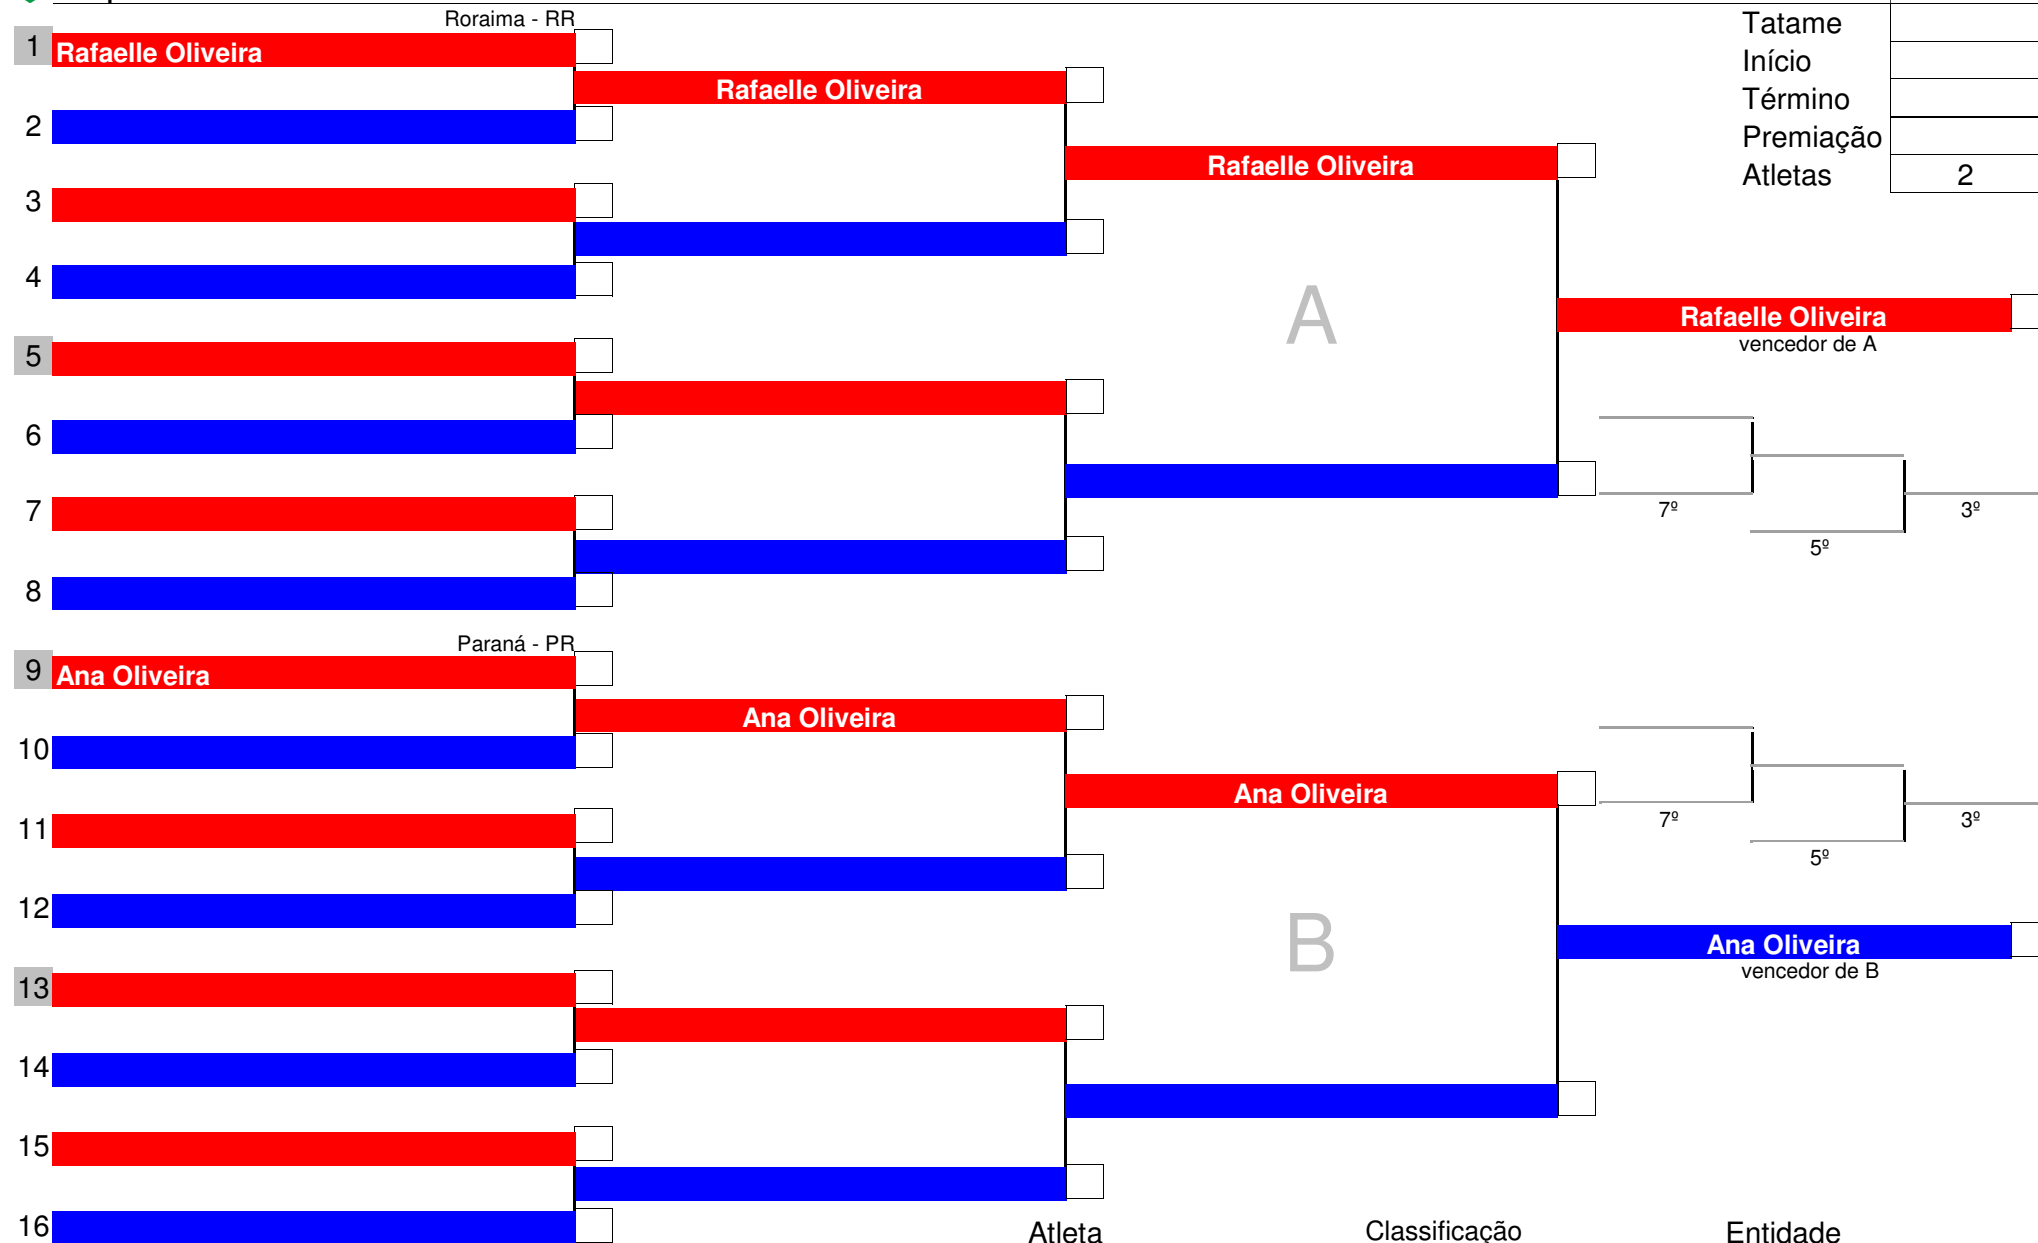 Roraima - RR
Tatame
1 Rafaelle Oliveira
Início
Rafaelle Oliveira
Término
2
Premiação
Rafaelle Oliveira
Atletas 2
3
4
A
Rafaelle Oliveira
vencedor de A
5
6
7º
3º
7
5º
8
Paraná - PR
9 Ana Oliveira
Ana Oliveira
10
Ana Oliveira
7º
3º
11
5º
12
B
Ana Oliveira
vencedor de B
13
14
15
16
Atleta Classificação Entidade